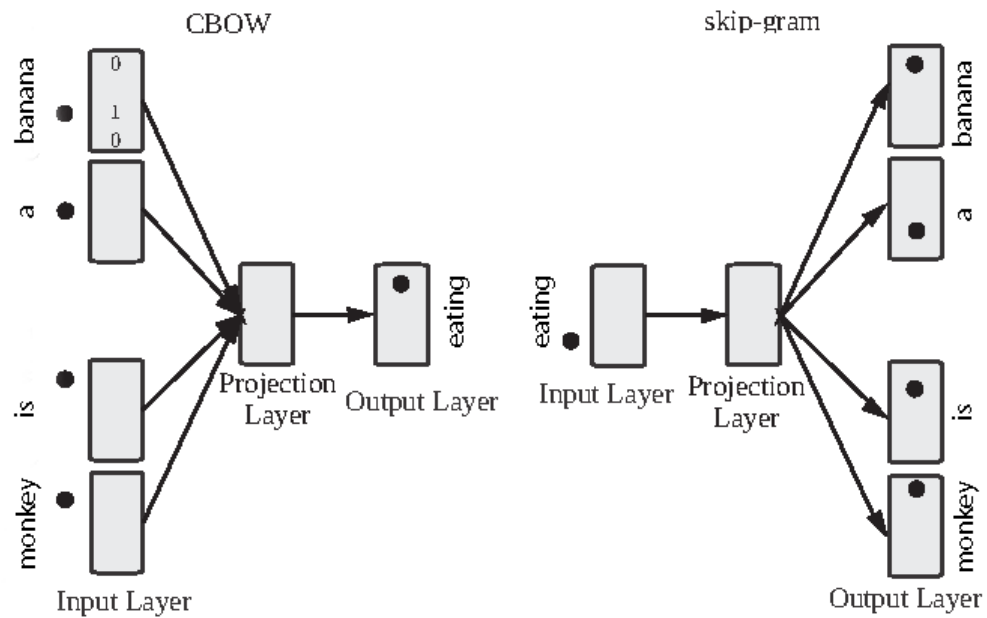 CBOW
banana
0
1
0
a
is
monkey
Input Layer
Projection
Layer
eating
Output Layer
skip-gram
eating
Input Layer
Projection
Layer
banana
a
is
monkey
Output Layer